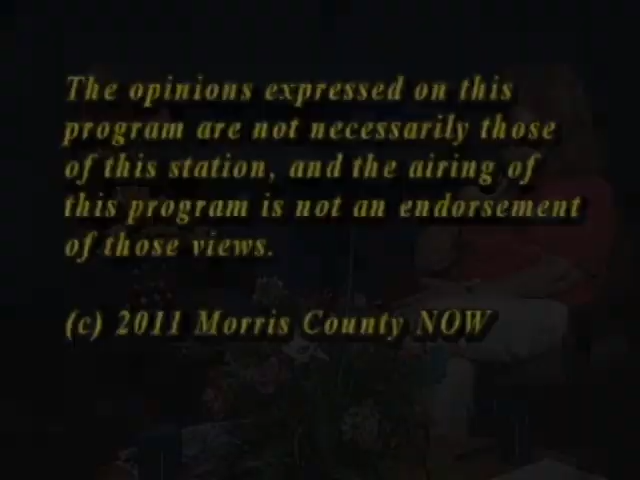 The opinions expressed on this
program are not necessarily those
of this station, and the airing of
this program is not an endorsement
of those views.
(c) 2011 Morris County NOW